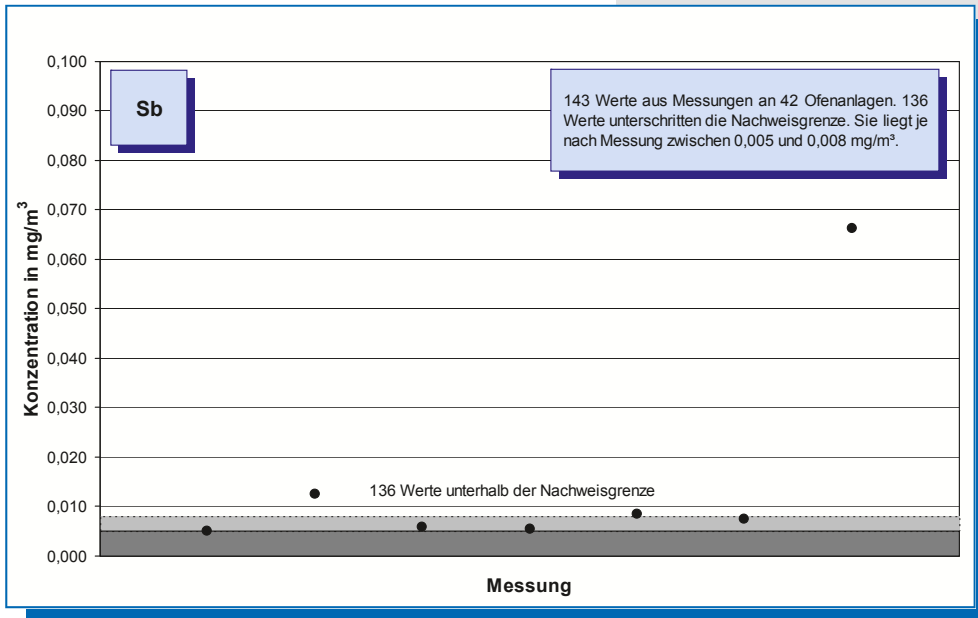 Sb
143 Werte aus Messungen an 42 Ofenanlagen. 136
Werte unterschritten die Nachweisgrenze. Sie liegt je
nach Messung zwischen 0,005 und 0,008 mg/m³.
Konzentration in mg/m³
0,100
0,090
0,080
0,070
0,060
0,050
0,040
0,030
0,020
0,010
0,000
136 Werte unterhalb der Nachweisgrenze
Messung